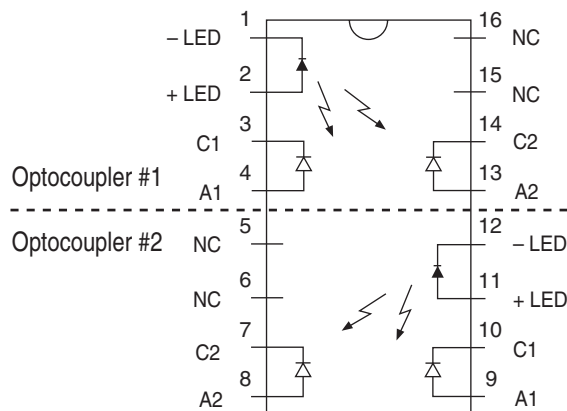 1 16
– LED NC
2 15
+ LED NC
3 14
C1 C2
4 13
Optocoupler #1
A1 A2
5 12
Optocoupler #2 NC – LED
6 11
NC + LED
7 10
C2 C1
8 9
A2 A1